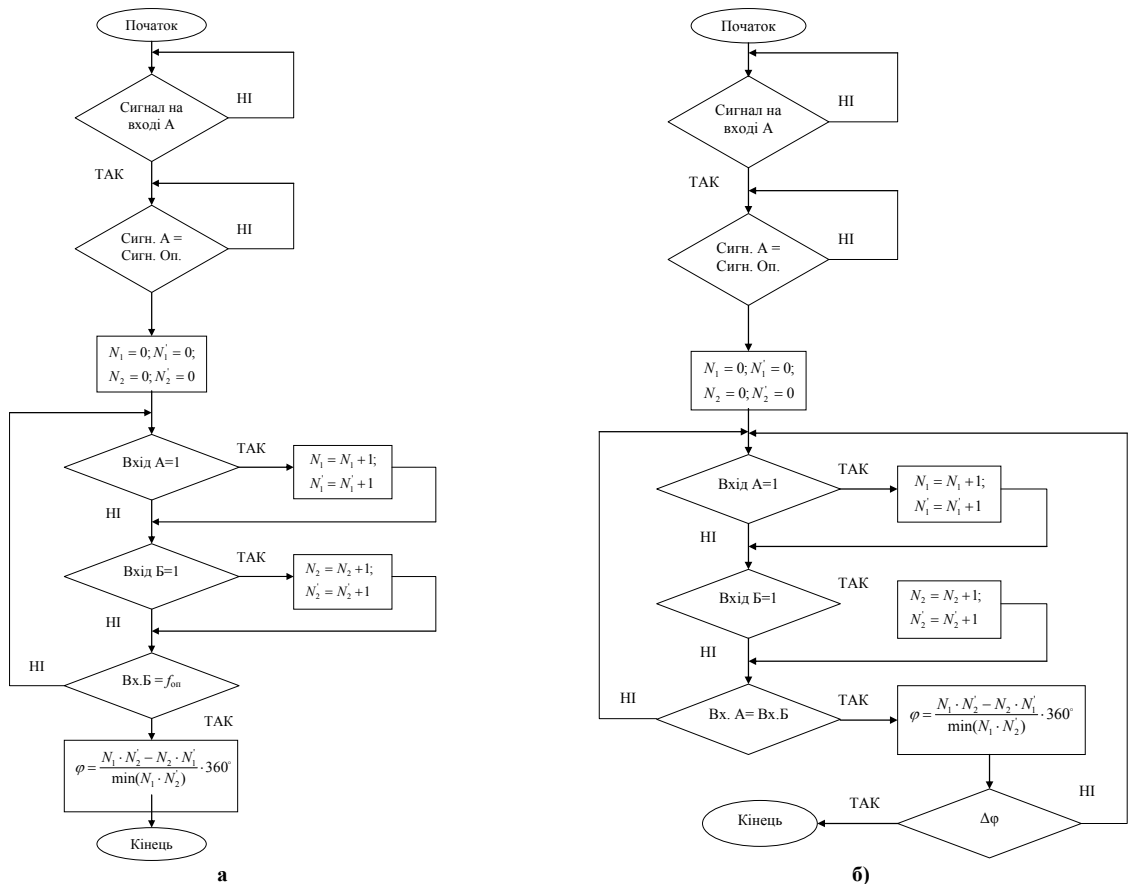 Початок
Сигнал на
вході А
НІ
ТАК
Сигн. А =
Сигн. Оп.
НІ
N₁ = 0; N₁' = 0;
N₂ = 0; N₂' = 0
Вхід А=1
ТАК
N₁ = N₁ + 1;
N₁' = N₁' + 1
НІ
Вхід Б=1
ТАК
N₂ = N₂ + 1;
N₂' = N₂' + 1
НІ
НІ
Вх.Б = fоп
ТАК
φ = (N₁ · N₂' − N₂ · N₁') / min(N₁ · N₂') · 360°
Кінець
а
Початок
Сигнал на
вході А
НІ
ТАК
Сигн. А =
Сигн. Оп.
НІ
N₁ = 0; N₁' = 0;
N₂ = 0; N₂' = 0
Вхід А=1
ТАК
N₁ = N₁ + 1;
N₁' = N₁' + 1
НІ
Вхід Б=1
ТАК
N₂ = N₂ + 1;
N₂' = N₂' + 1
НІ
НІ
Вх. А= Вх.Б
ТАК
φ = (N₁ · N₂' − N₂ · N₁') / min(N₁ · N₂') · 360°
Δφ
НІ
ТАК
Кінець
б)